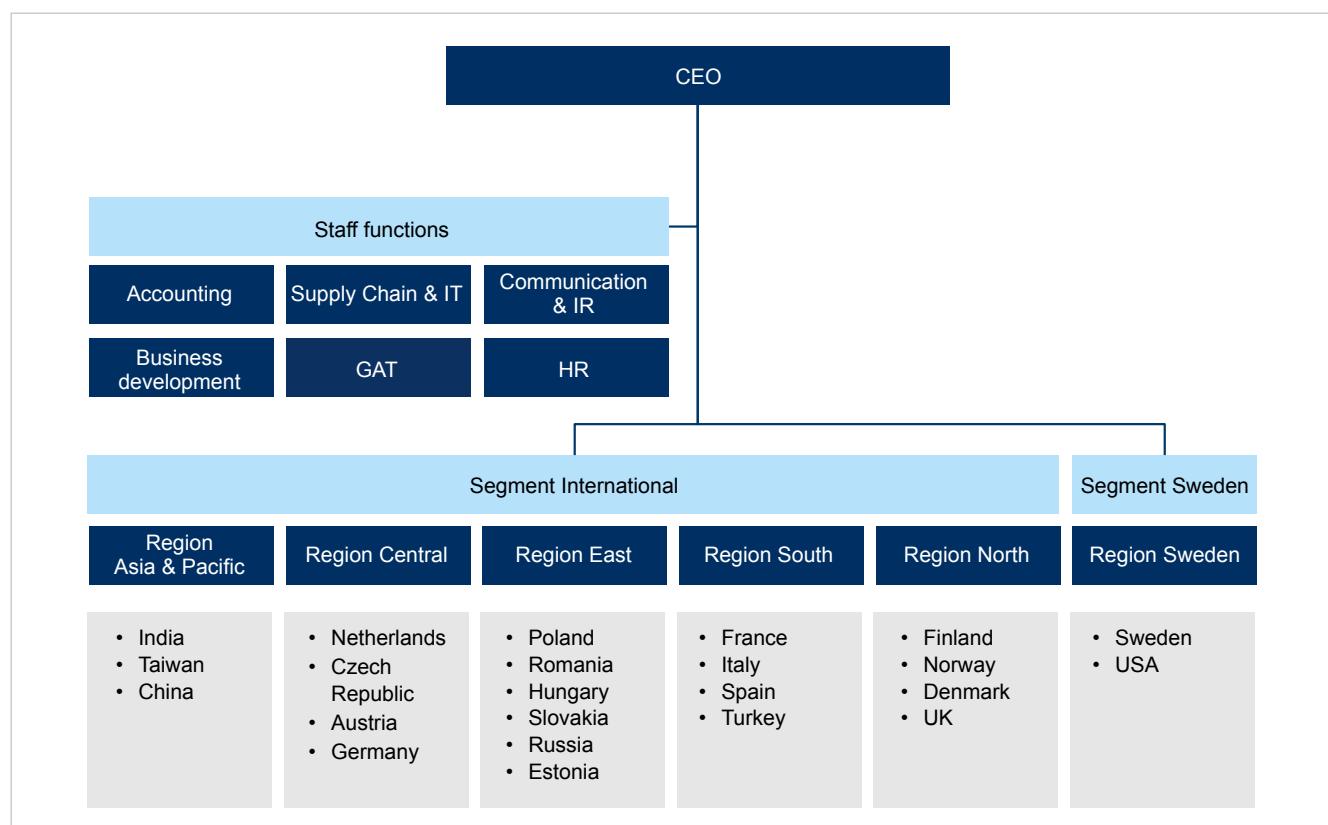 CEO
Staff functions
Accounting
Supply Chain & IT
Communication
& IR
Business
development
GAT
HR
Segment International
Segment Sweden
Region
Asia & Pacific
Region Central
Region East
Region South
Region North
Region Sweden
• India
• Taiwan
• China
• Netherlands
• Czech
Republic
• Austria
• Germany
• Poland
• Romania
• Hungary
• Slovakia
• Russia
• Estonia
• France
• Italy
• Spain
• Turkey
• Finland
• Norway
• Denmark
• UK
• Sweden
• USA